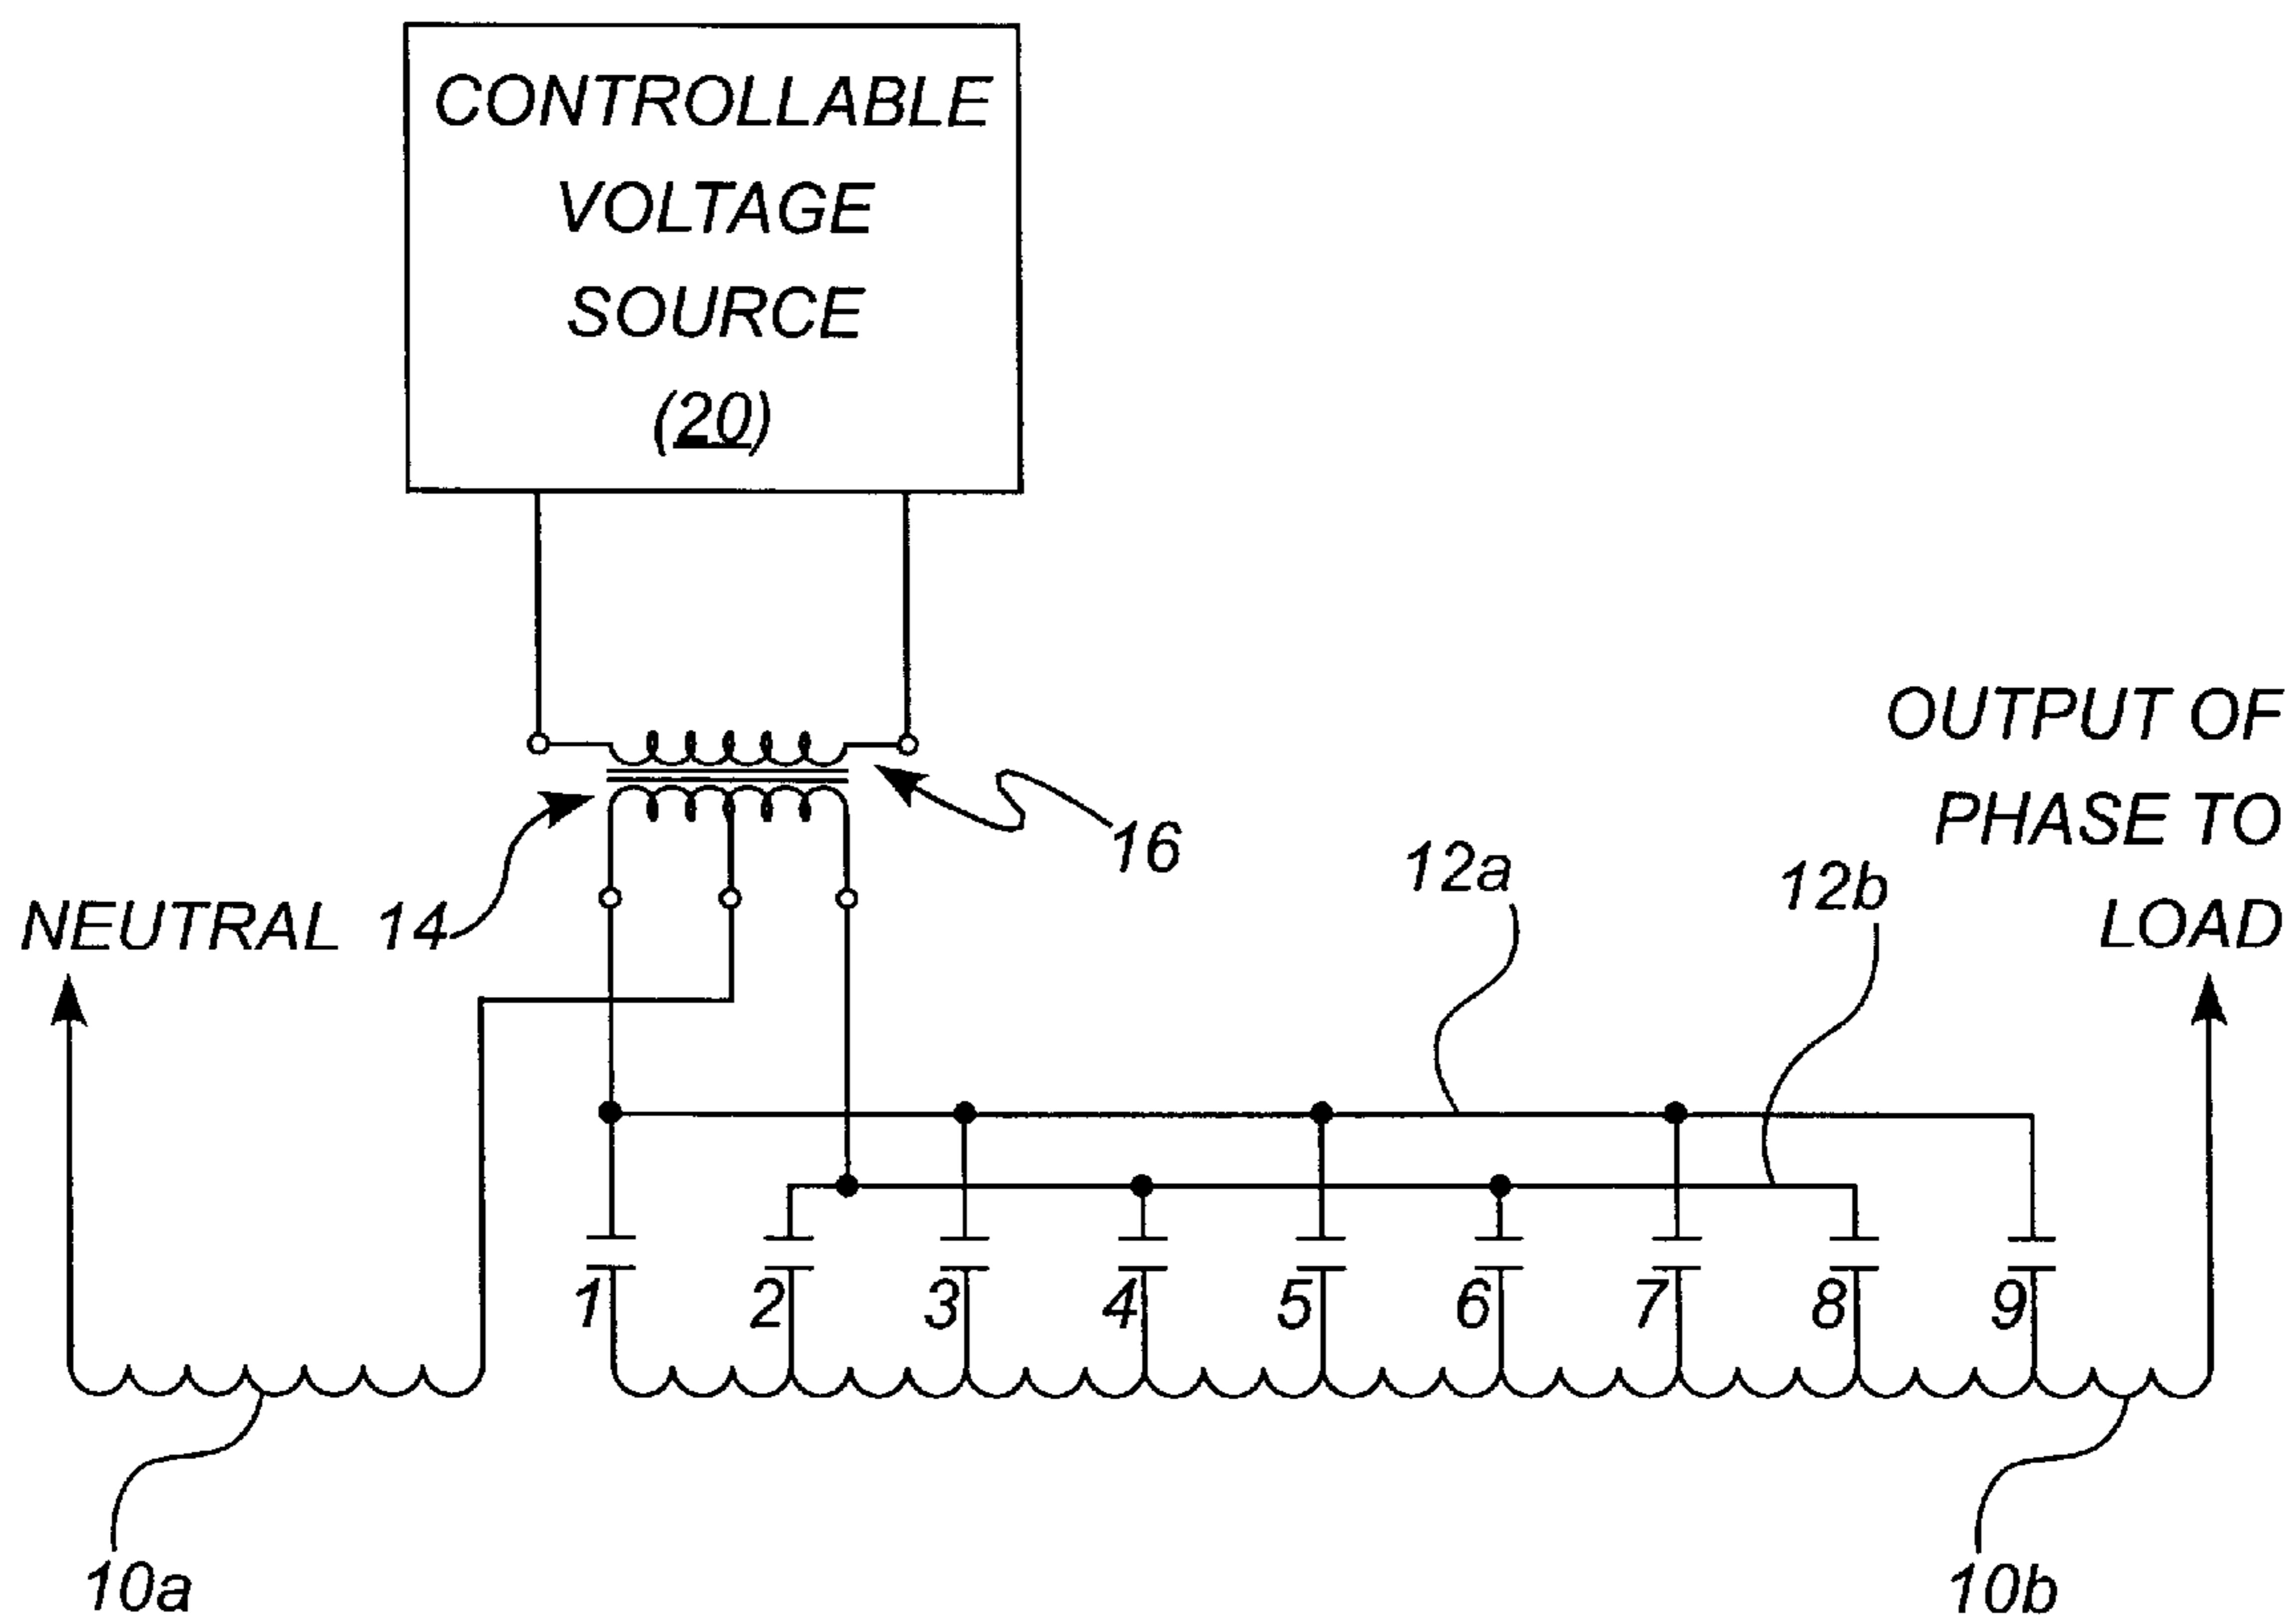 CONTROLLABLE
VOLTAGE
SOURCE
(20)
OUTPUT OF
PHASE TO
LOAD
16
12a
12b
NEUTRAL
14
1
2
3
4
5
6
7
8
9
10a
10b